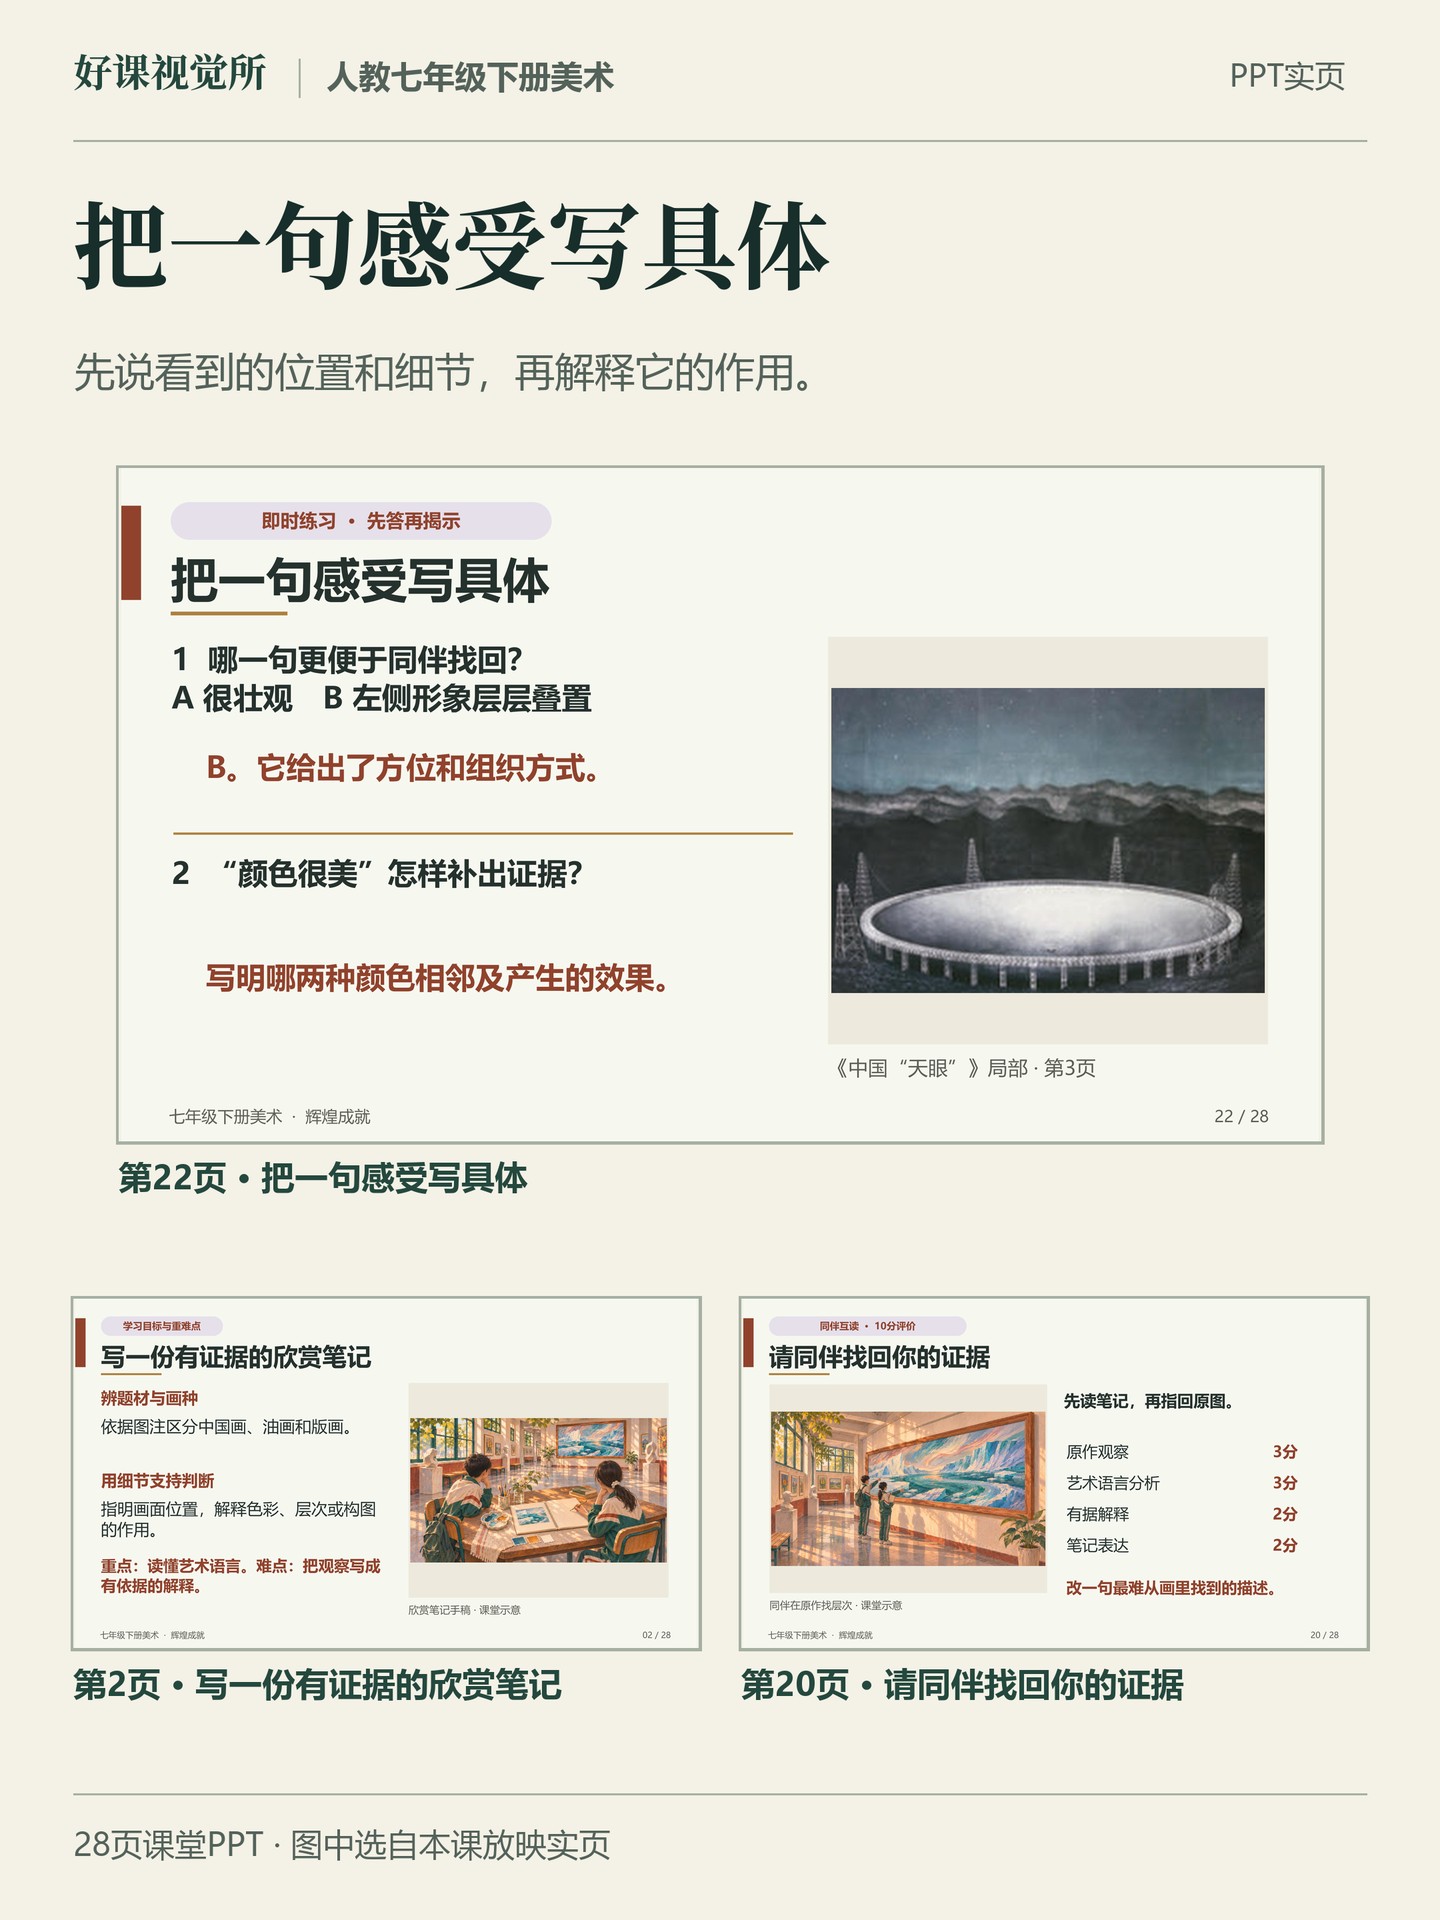 好课视觉所
人教七年级下册美术
PPT实页
把一句感受写具体
先说看到的位置和细节，再解释它的作用。
即时练习 · 先答再揭示
把一句感受写具体
1 哪一句更便于同伴找回？
A 很壮观 B 左侧形象层层叠置
B。它给出了方位和组织方式。
2 “颜色很美”怎样补出证据？
写明哪两种颜色相邻及产生的效果。
《中国“天眼”》局部 · 第3页
七年级下册美术 · 辉煌成就
22 / 28
第22页 · 把一句感受写具体
学习目标与重难点
写一份有证据的欣赏笔记
辨题材与画种
依据图注区分中国画、油画和版画。
用细节支持判断
指明画面位置，解释色彩、层次或构图
的作用。
重点：读懂艺术语言。难点：把观察写成
有依据的解释。
欣赏笔记手稿 · 课堂示意
七年级下册美术 · 辉煌成就
02 / 28
第2页 · 写一份有证据的欣赏笔记
同伴互读 · 10分评价
请同伴找回你的证据
先读笔记，再指回原图。
原作观察 3分
艺术语言分析 3分
有据解释 2分
笔记表达 2分
改一句最难从画里找到的描述。
同伴在原作找层次 · 课堂示意
七年级下册美术 · 辉煌成就
20 / 28
第20页 · 请同伴找回你的证据
28页课堂PPT · 图中选自本课放映实页